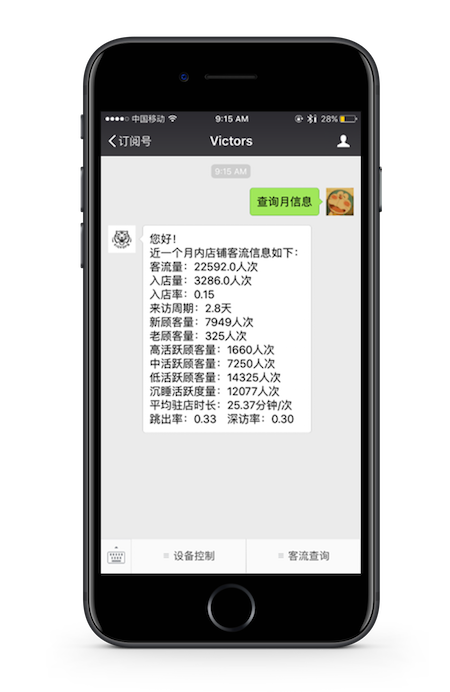 中国移动 9:15 AM 28%
订阅号 Victors
9:15 AM
查询月信息
您好！
近一个月内店铺客流信息如下：
客流量：22592.0人次
入店量：3286.0人次
入店率：0.15
来访周期：2.8天
新顾客量：7949人次
老顾客量：325人次
高活跃顾客量：1660人次
中活跃顾客量：7250人次
低活跃顾客量：14325人次
沉睡活跃度量：12077人次
平均驻店时长：25.37分钟/次
跳出率：0.33 深访率：0.30
设备控制 客流查询